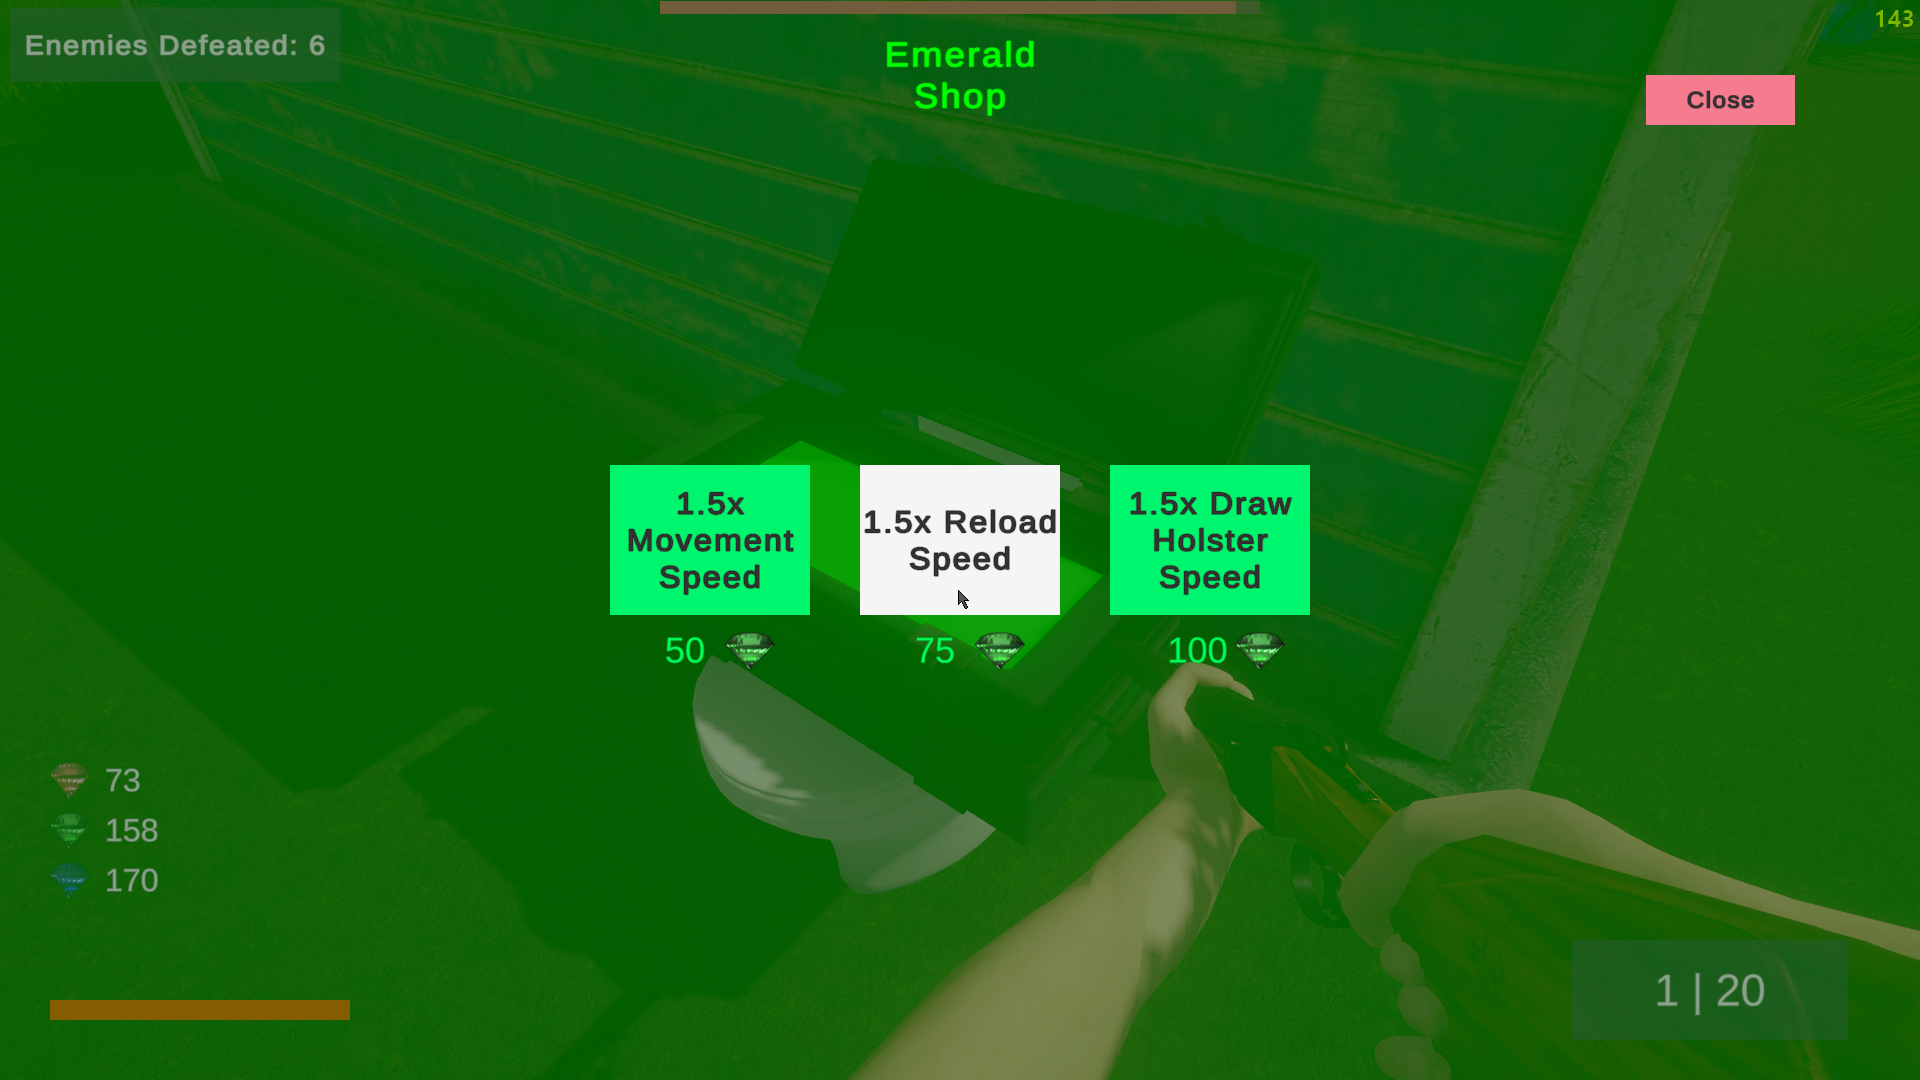 Enemies Defeated: 6
143
Emerald
Shop
Close
1.5x
Movement
Speed
1.5x Reload
Speed
1.5x Draw
Holster
Speed
50
75
100
73
158
170
1 | 20